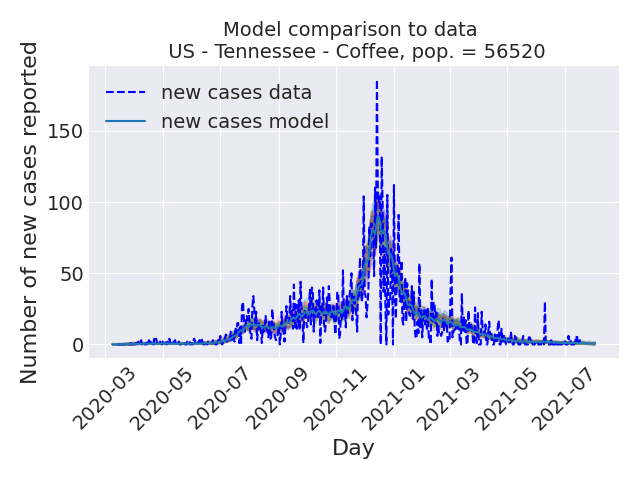 Model comparison to data
US - Tennessee - Coffee, pop. = 56520
Number of new cases reported
new cases data
new cases model
150
100
50
0
2020-03
2020-05
2020-07
2020-09
2020-11
2021-01
2021-03
2021-05
2021-07
Day